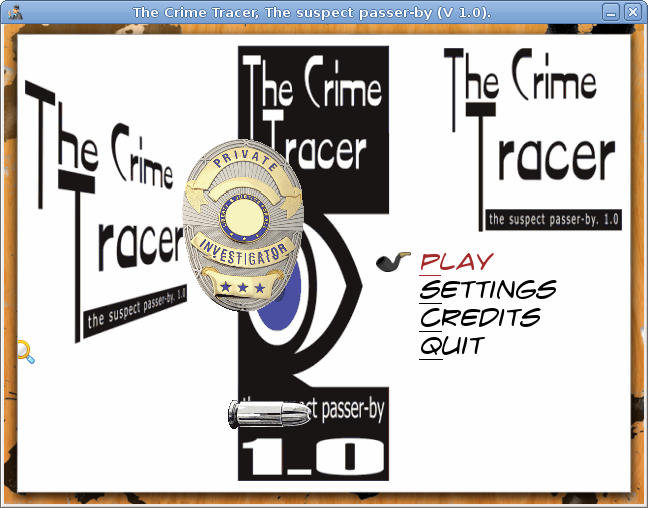 The Crime Tracer, The suspect passer-by (V 1.0).
The Crime
Tracer
the suspect passer-by. 1.0
The Crime
Tracer
PRIVATE
INVESTIGATOR
passer-by
1.0
The Crime
Tracer
the suspect passer-by. 1.0
PLAY
SETTINGS
CREDITS
QUIT